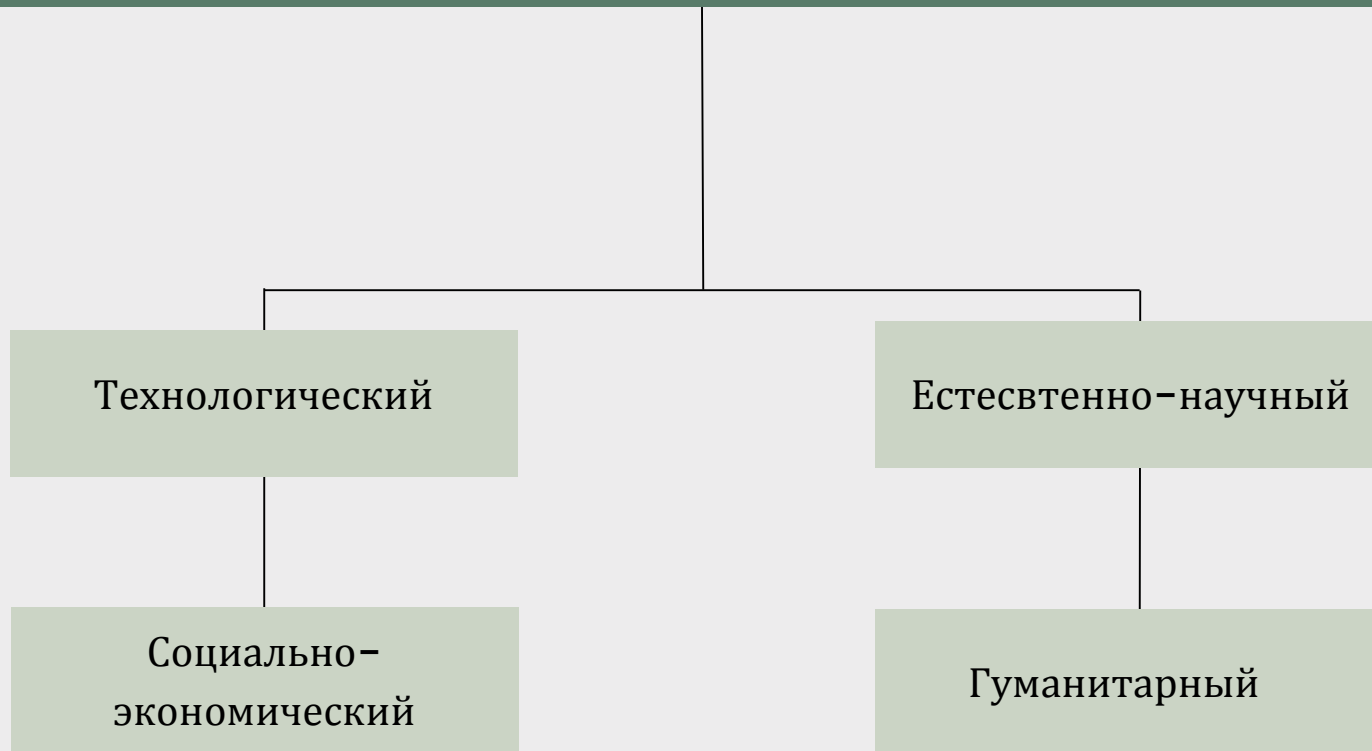 Технологический
Естесвтенно-научный
Социально-
экономический
Гуманитарный